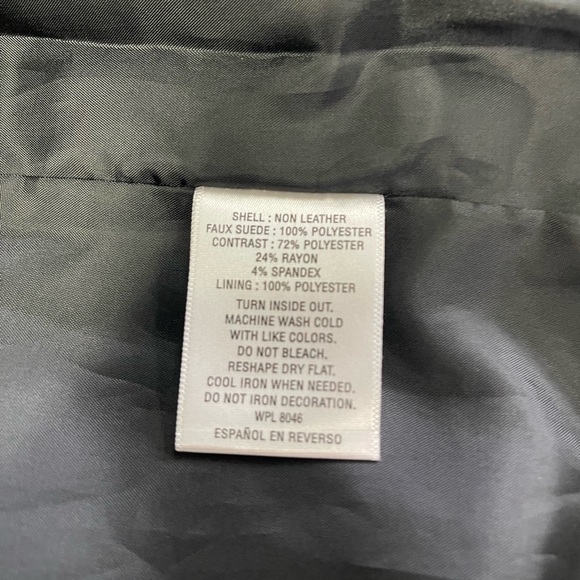 SHELL : NON LEATHER
FAUX SUEDE : 100% POLYESTER
CONTRAST : 72% POLYESTER
24% RAYON
4% SPANDEX
LINING : 100% POLYESTER
TURN INSIDE OUT.
MACHINE WASH COLD
WITH LIKE COLORS.
DO NOT BLEACH.
RESHAPE DRY FLAT.
COOL IRON WHEN NEEDED.
DO NOT IRON DECORATION.
WPL 8046
ESPAÑOL EN REVERSO